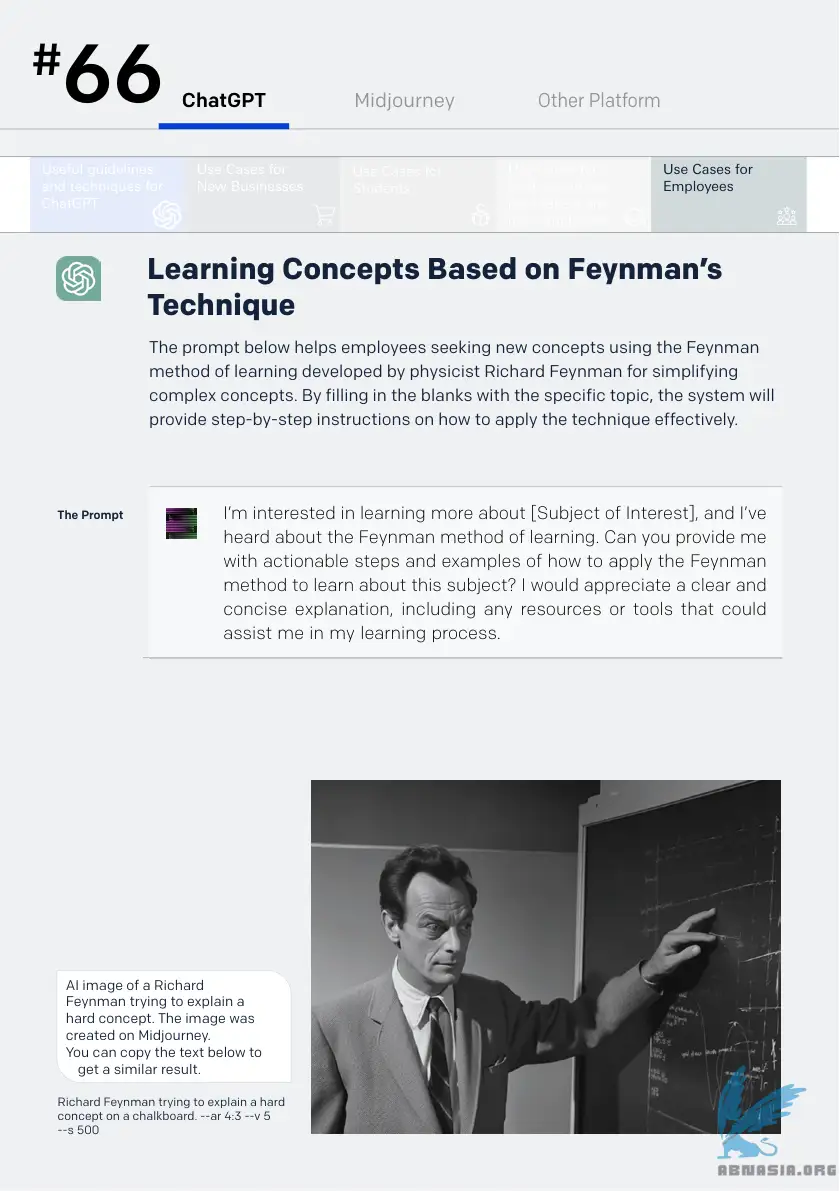 #66
ChatGPT
Midjourney
Other Platform
Useful guidelines
and techniques for
ChatGPT
Use Cases for
New Businesses
Use Cases for
Students
Use Cases for
Employees
Learning Concepts Based on Feynman’s
Technique
The prompt below helps employees seeking new concepts using the Feynman
method of learning developed by physicist Richard Feynman for simplifying
complex concepts. By filling in the blanks with the specific topic, the system will
provide step-by-step instructions on how to apply the technique effectively.
The Prompt
I’m interested in learning more about [Subject of Interest], and I’ve
heard about the Feynman method of learning. Can you provide me
with actionable steps and examples of how to apply the Feynman
method to learn about this subject? I would appreciate a clear and
concise explanation, including any resources or tools that could
assist me in my learning process.
AI image of a Richard
Feynman trying to explain a
hard concept. The image was
created on Midjourney.
You can copy the text below to
get a similar result.
Richard Feynman trying to explain a hard
concept on a chalkboard. --ar 4:3 --v 5
--s 500
ABNASIA.ORG